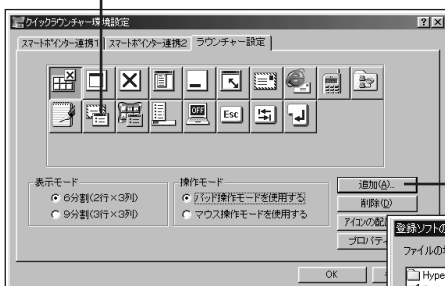 クイックラウンチャー環境設定
スマートポインター連携1 スマートポインター連携2 ラウンチャー設定
OFF Esc
表示モード
6分割(2行×3列)
9分割(3行×3列)
操作モード
パッド操作モードを使用する
マウス操作モードを使用する
追加(A)...
削除(D)
アイコンの配
プロパティ
登録ソフトの
ファイルの場
Hype
OK